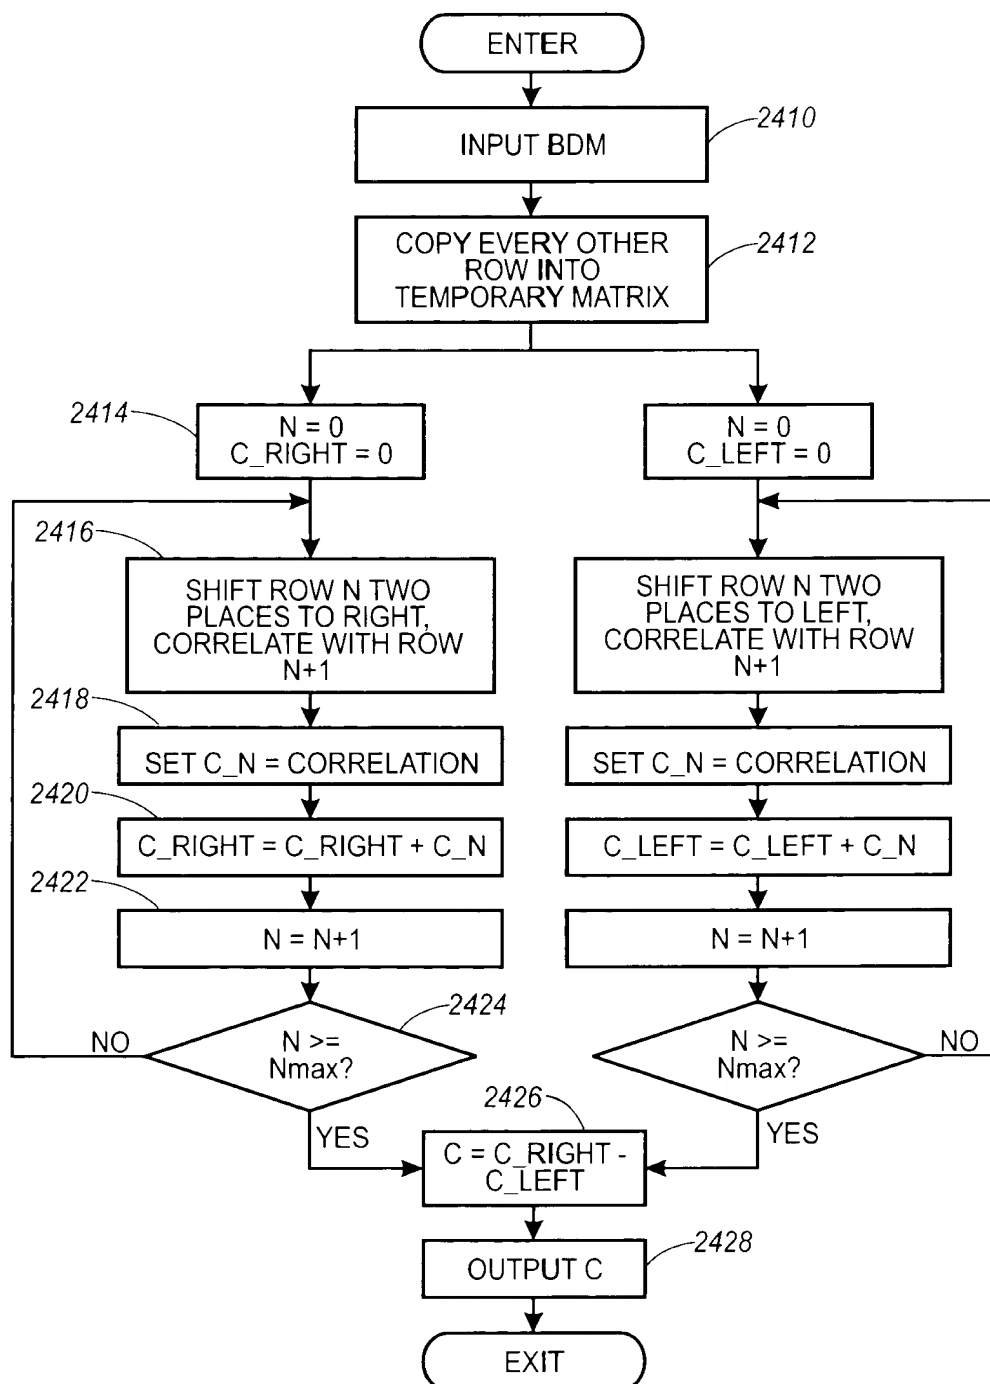 ENTER
2410
INPUT BDM
COPY EVERY OTHER
ROW INTO
TEMPORARY MATRIX
2412
2414
N = 0
C_RIGHT = 0
N = 0
C_LEFT = 0
2416
SHIFT ROW N TWO
PLACES TO RIGHT,
CORRELATE WITH ROW
N+1
SHIFT ROW N TWO
PLACES TO LEFT,
CORRELATE WITH ROW
N+1
2418
SET C_N = CORRELATION
SET C_N = CORRELATION
2420
C_RIGHT = C_RIGHT + C_N
C_LEFT = C_LEFT + C_N
2422
N = N+1
N = N+1
2424
NO
N >=
Nmax?
YES
N >=
Nmax?
NO
YES
2426
C = C_RIGHT -
C_LEFT
2428
OUTPUT C
EXIT